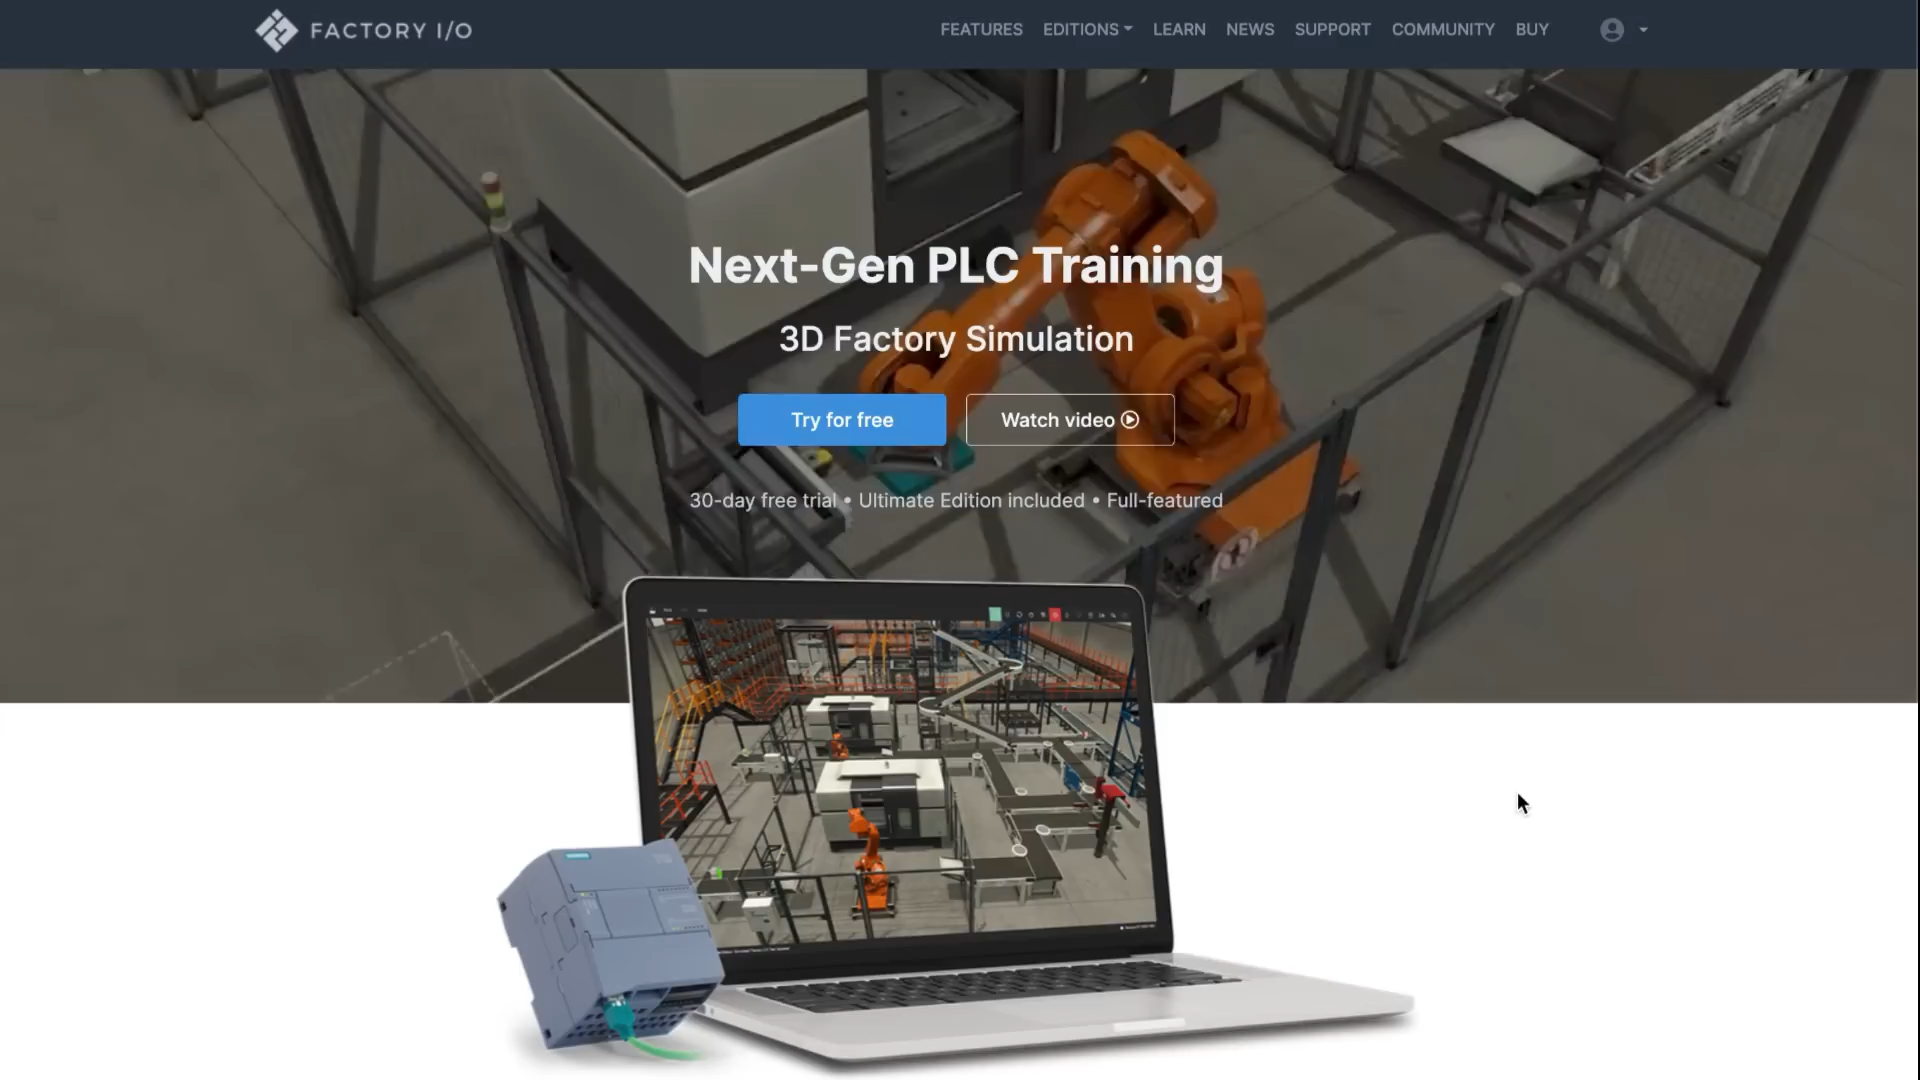 FACTORY I/O
FEATURES EDITIONS LEARN NEWS SUPPORT COMMUNITY BUY
Next-Gen PLC Training
3D Factory Simulation
Try for free
Watch video
30-day free trial • Ultimate Edition included • Full-featured